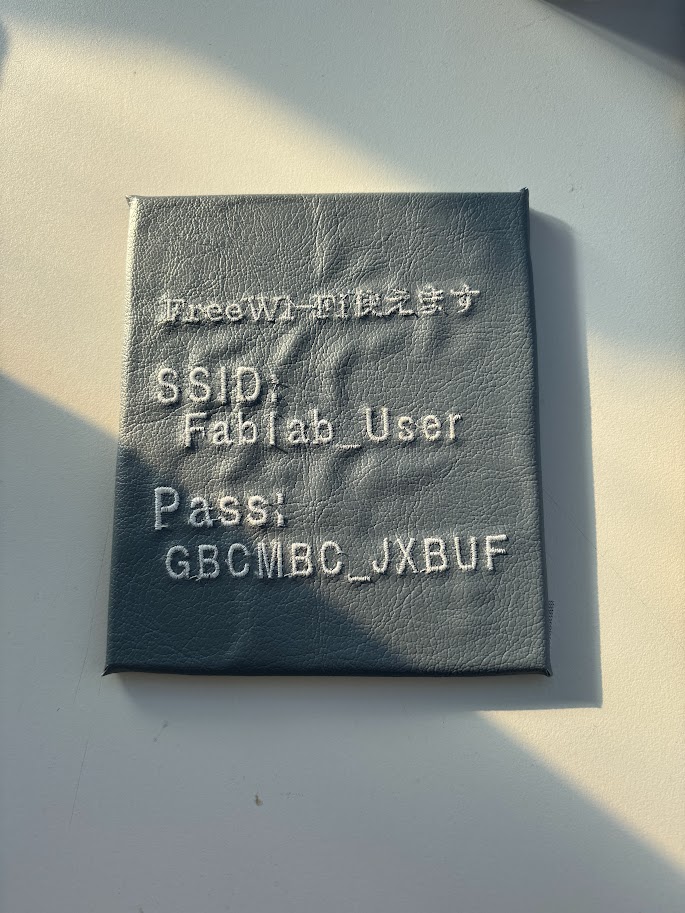 FreeWi-Fi使えます
SSID:
Fablab_User
Pass:
GBCMBC_JXBUF